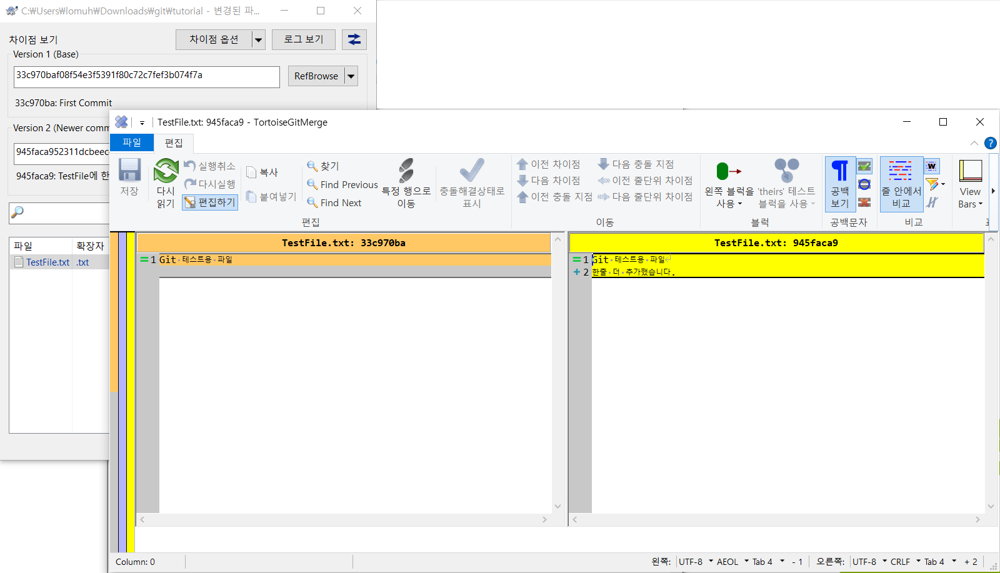 C:₩Users₩lomuh₩Downloads₩git₩tutorial - 변경된 파...
차이점 보기
차이점 옵션
로그 보기
Version 1 (Base)
33c970baf08f54e3f5391f80c72c7fef3b074f7a
RefBrowse
33c970ba: First Commit
Version 2 (Newer comm
945faca952311dcbeec
945faca9: TestFile에 한
파일 확장자
TestFile.txt .txt
TestFile.txt: 945faca9 - TortoiseGitMerge
파일 편집
저장
다시 읽기
실행취소
다시실행
편집하기
복사
붙여넣기
찾기
Find Previous
Find Next
특정 행으로 이동
충돌해결상태로 표시
편집
이전 차이점
다음 차이점
이전 충돌 지점
다음 충돌 지점
이전 줄단위 차이점
다음 줄단위 차이점
이동
왼쪽 블럭을 사용
'theirs' 테스트 블럭을 사용
블럭
공백 보기
공백문자
줄 안에서 비교
비교
View Bars
TestFile.txt: 33c970ba
1 Git 테스트용 파일
TestFile.txt: 945faca9
1 Git 테스트용 파일
2 한줄 더 추가했습니다.
Column: 0
왼쪽: UTF-8 AEOL Tab 4 - 1
오른쪽: UTF-8 CRLF Tab 4 + 2